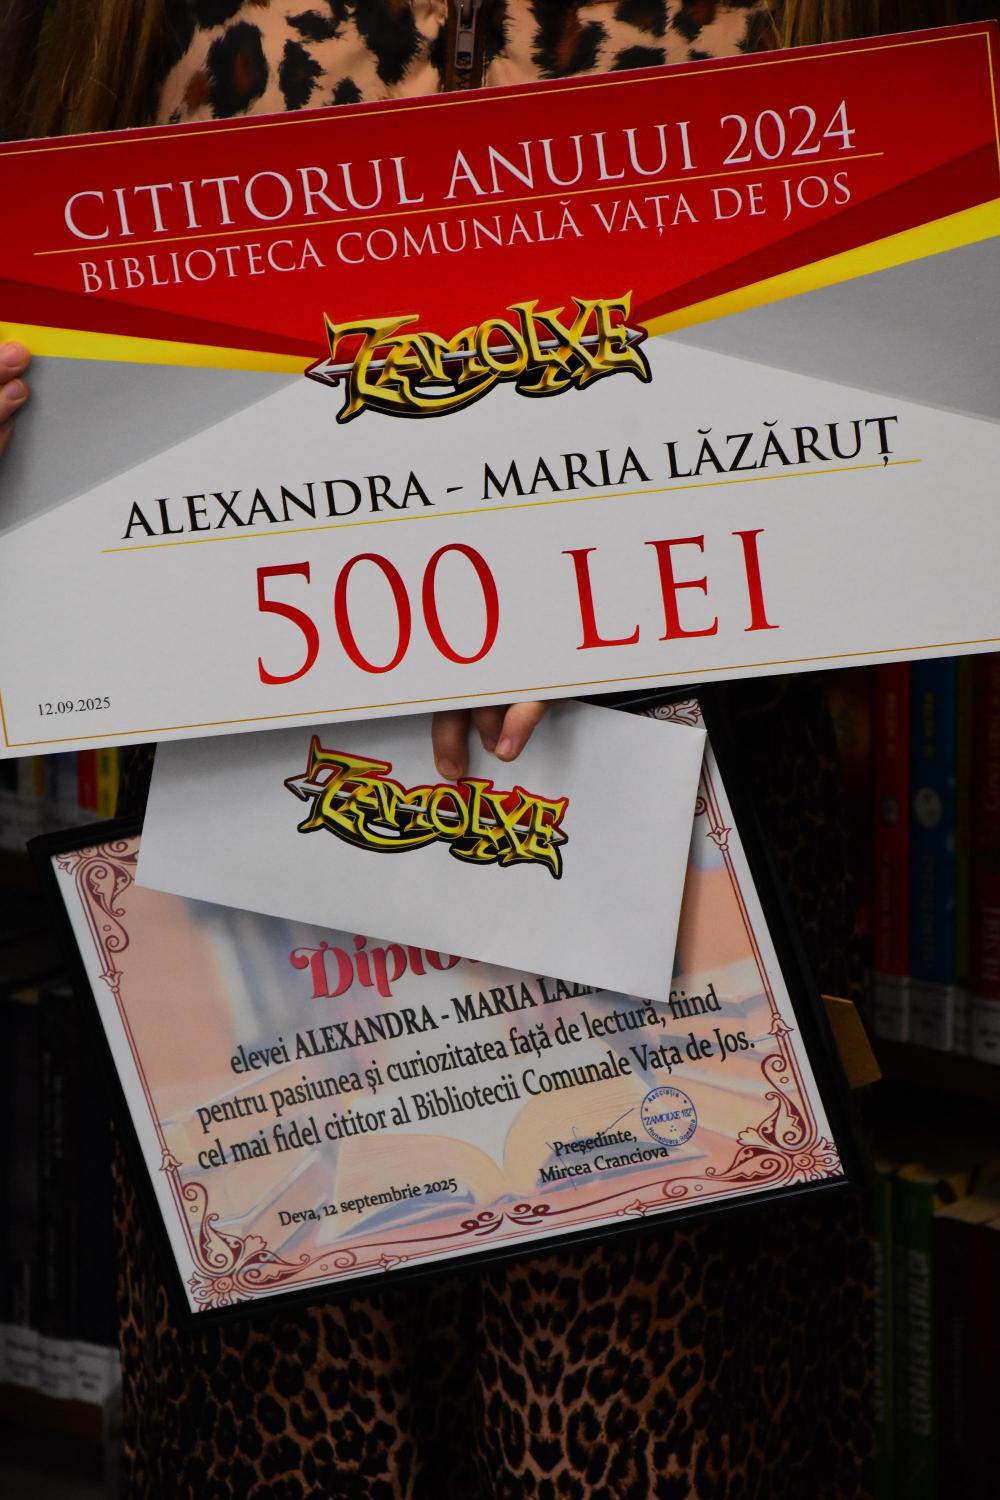 CITITORUL ANULUI 2024
BIBLIOTECA COMUNALĂ VAȚA DE JOS
ZAMOLXE
ALEXANDRA - MARIA LĂZĂRUȚ
500 LEI
12.09.2025
ZAMOLXE
elevei ALEXANDRA - MARIA
pentru pasiunea și curiozitatea față de lectură, fiind
cel mai fidel cititor al Bibliotecii Comunale Vața de Jos.
Președinte,
Mircea Cranciova
Asociația
ZAMOLXE
Deva, 12 septembrie 2025